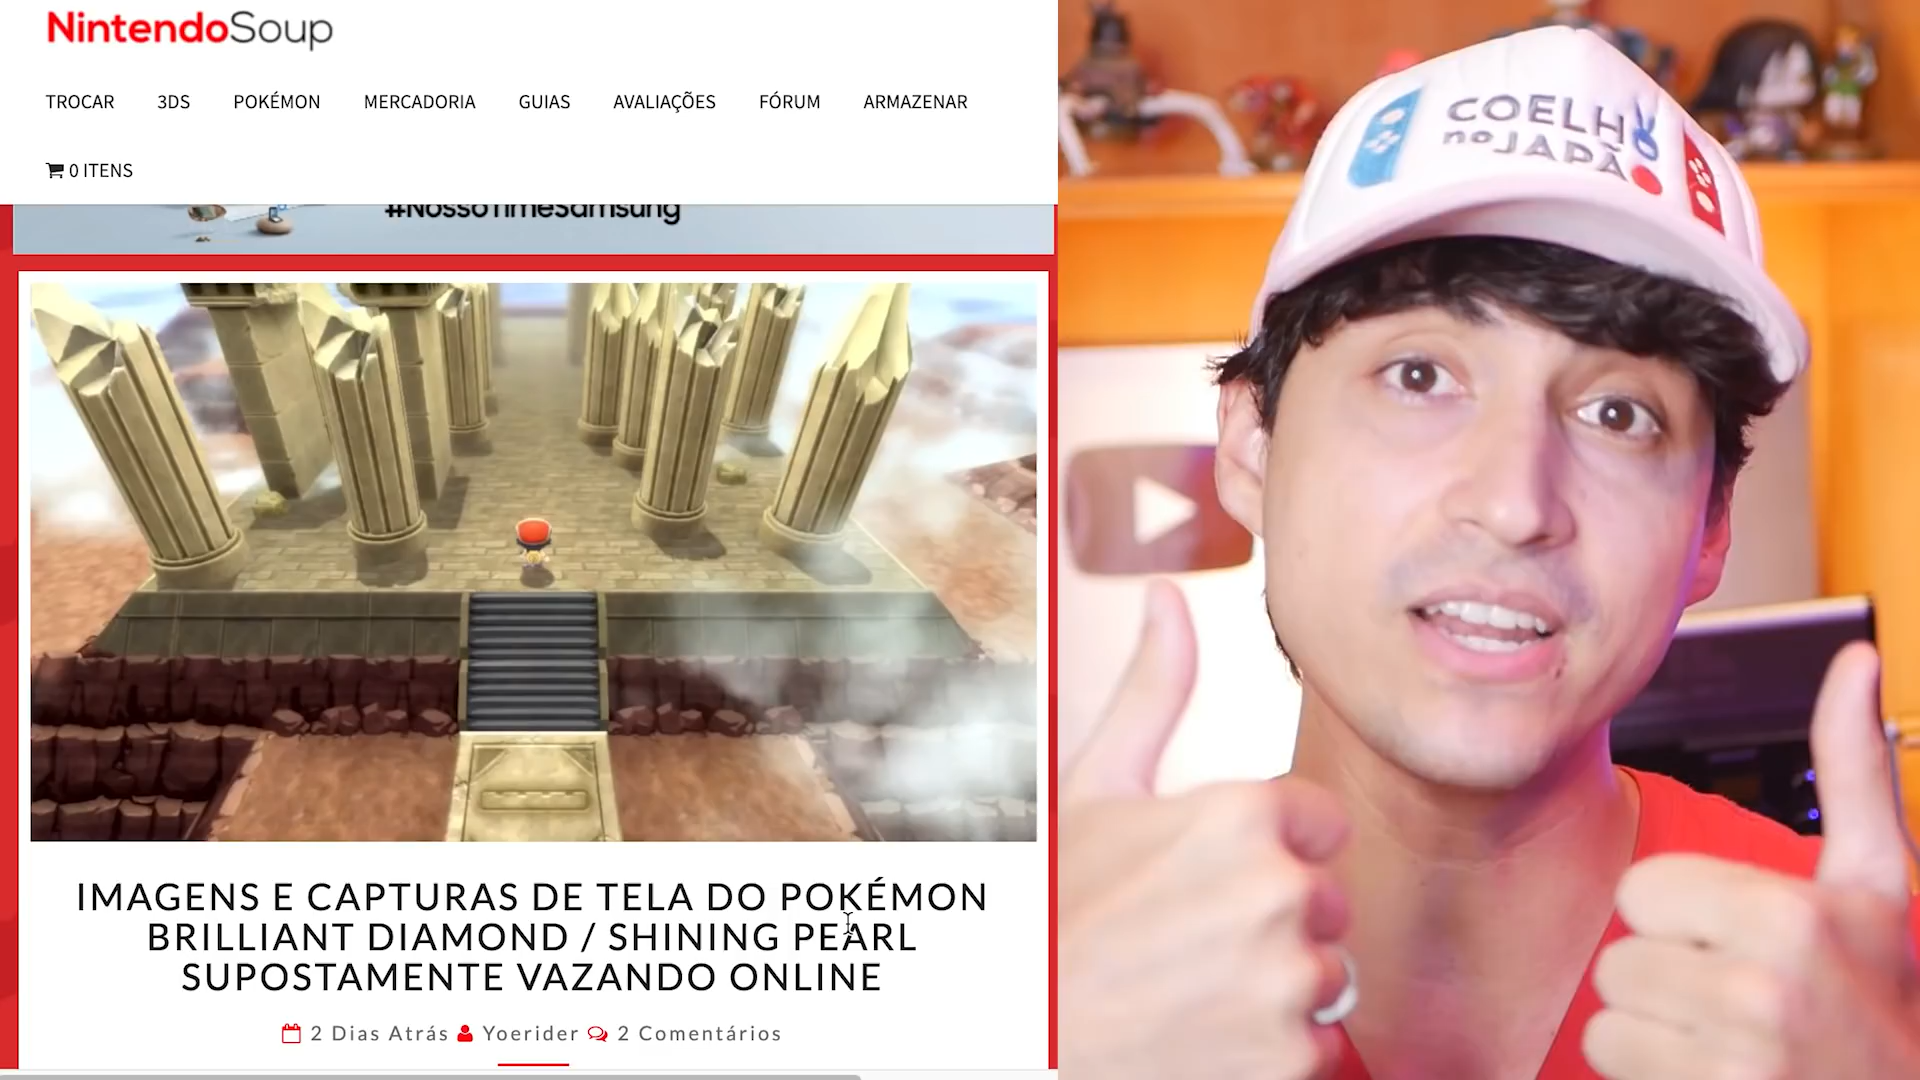 NintendoSoup
TROCAR 3DS POKÉMON MERCADORIA GUIAS AVALIAÇÕES FÓRUM ARMAZENAR
0 ITENS
#NossoTimeSamsung
IMAGENS E CAPTURAS DE TELA DO POKÉMON
BRILLIANT DIAMOND / SHINING PEARL
SUPOSTAMENTE VAZANDO ONLINE
2 Dias Atrás Yoerider 2 Comentários
COELHO
no JAPÃO